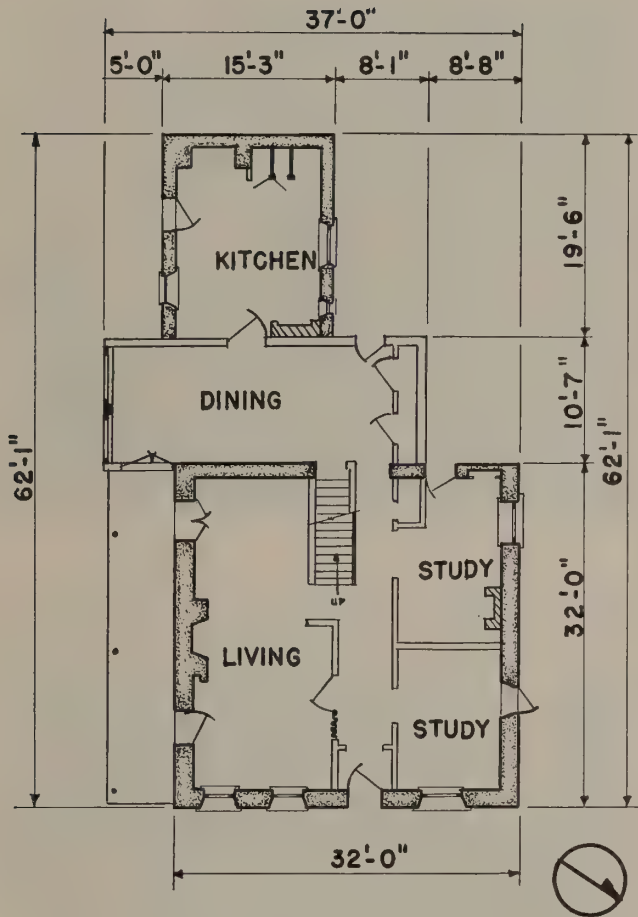 37'-0"
5'-0" 15'-3" 8'-1" 8'-8"
19'-6"
KITCHEN
10'-7"
DINING
62'-1"
62'-1"
STUDY
32'-0"
UP
LIVING
STUDY
32'-0"